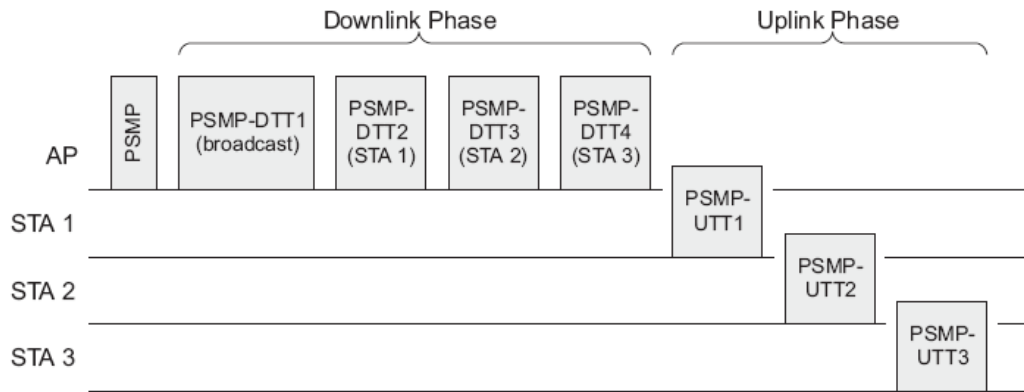 Downlink Phase
Uplink Phase
PSMP
PSMP-DTT1
(broadcast)
PSMP-
DTT2
(STA 1)
PSMP-
DTT3
(STA 2)
PSMP-
DTT4
(STA 3)
AP
PSMP-
UTT1
STA 1
PSMP-
UTT2
STA 2
PSMP-
UTT3
STA 3